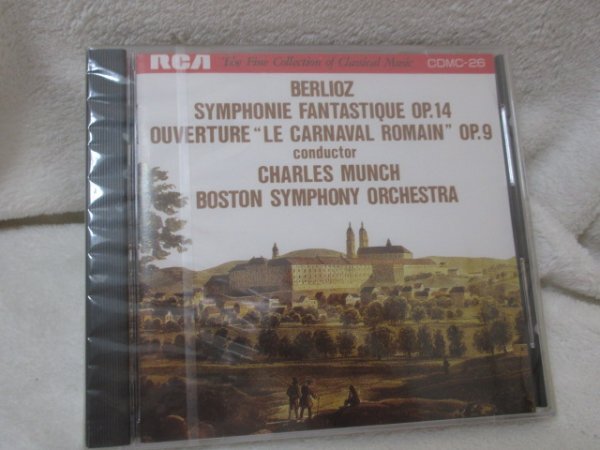 RCA The Fine Collection of Classical Music CDMC-26
BERLIOZ
SYMPHONIE FANTASTIQUE OP.14
OUVERTURE "LE CARNAVAL ROMAIN" OP.9
conductor
CHARLES MUNCH
BOSTON SYMPHONY ORCHESTRA